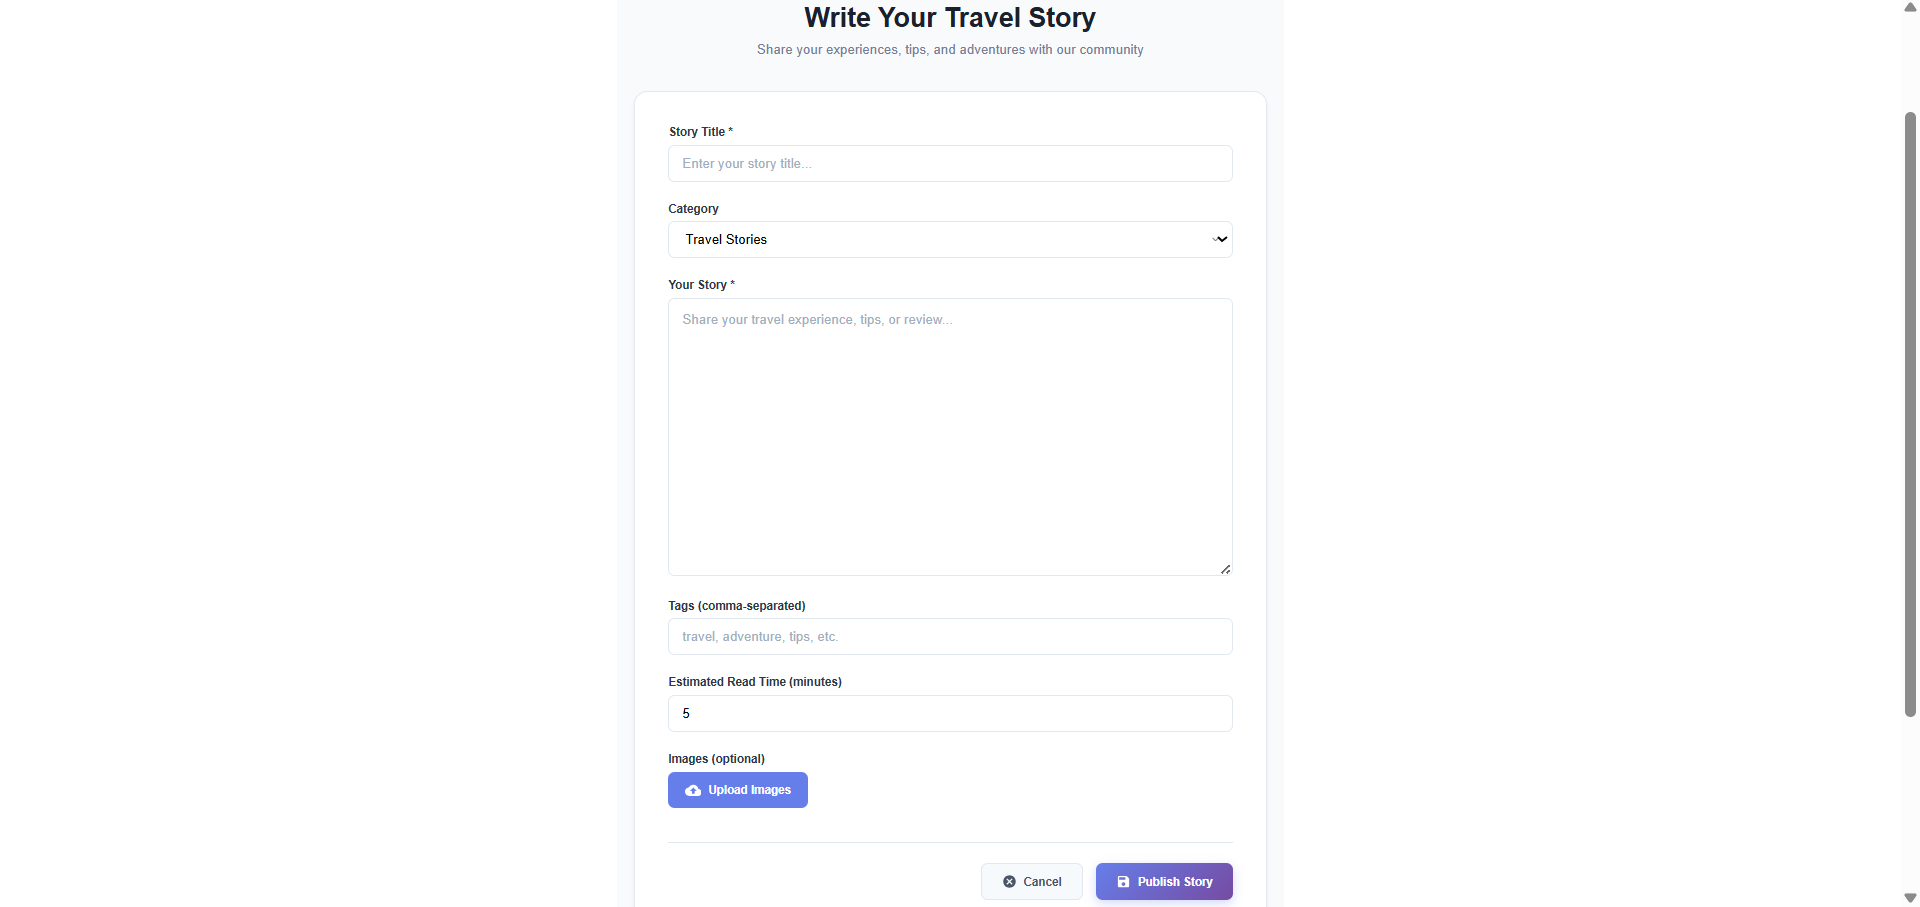 Write Your Travel Story
Share your experiences, tips, and adventures with our community
Story Title *
Enter your story title...
Category
Travel Stories
Your Story *
Share your travel experience, tips, or review...
Tags (comma-separated)
travel, adventure, tips, etc.
Estimated Read Time (minutes)
5
Images (optional)
Upload Images
Cancel
Publish Story